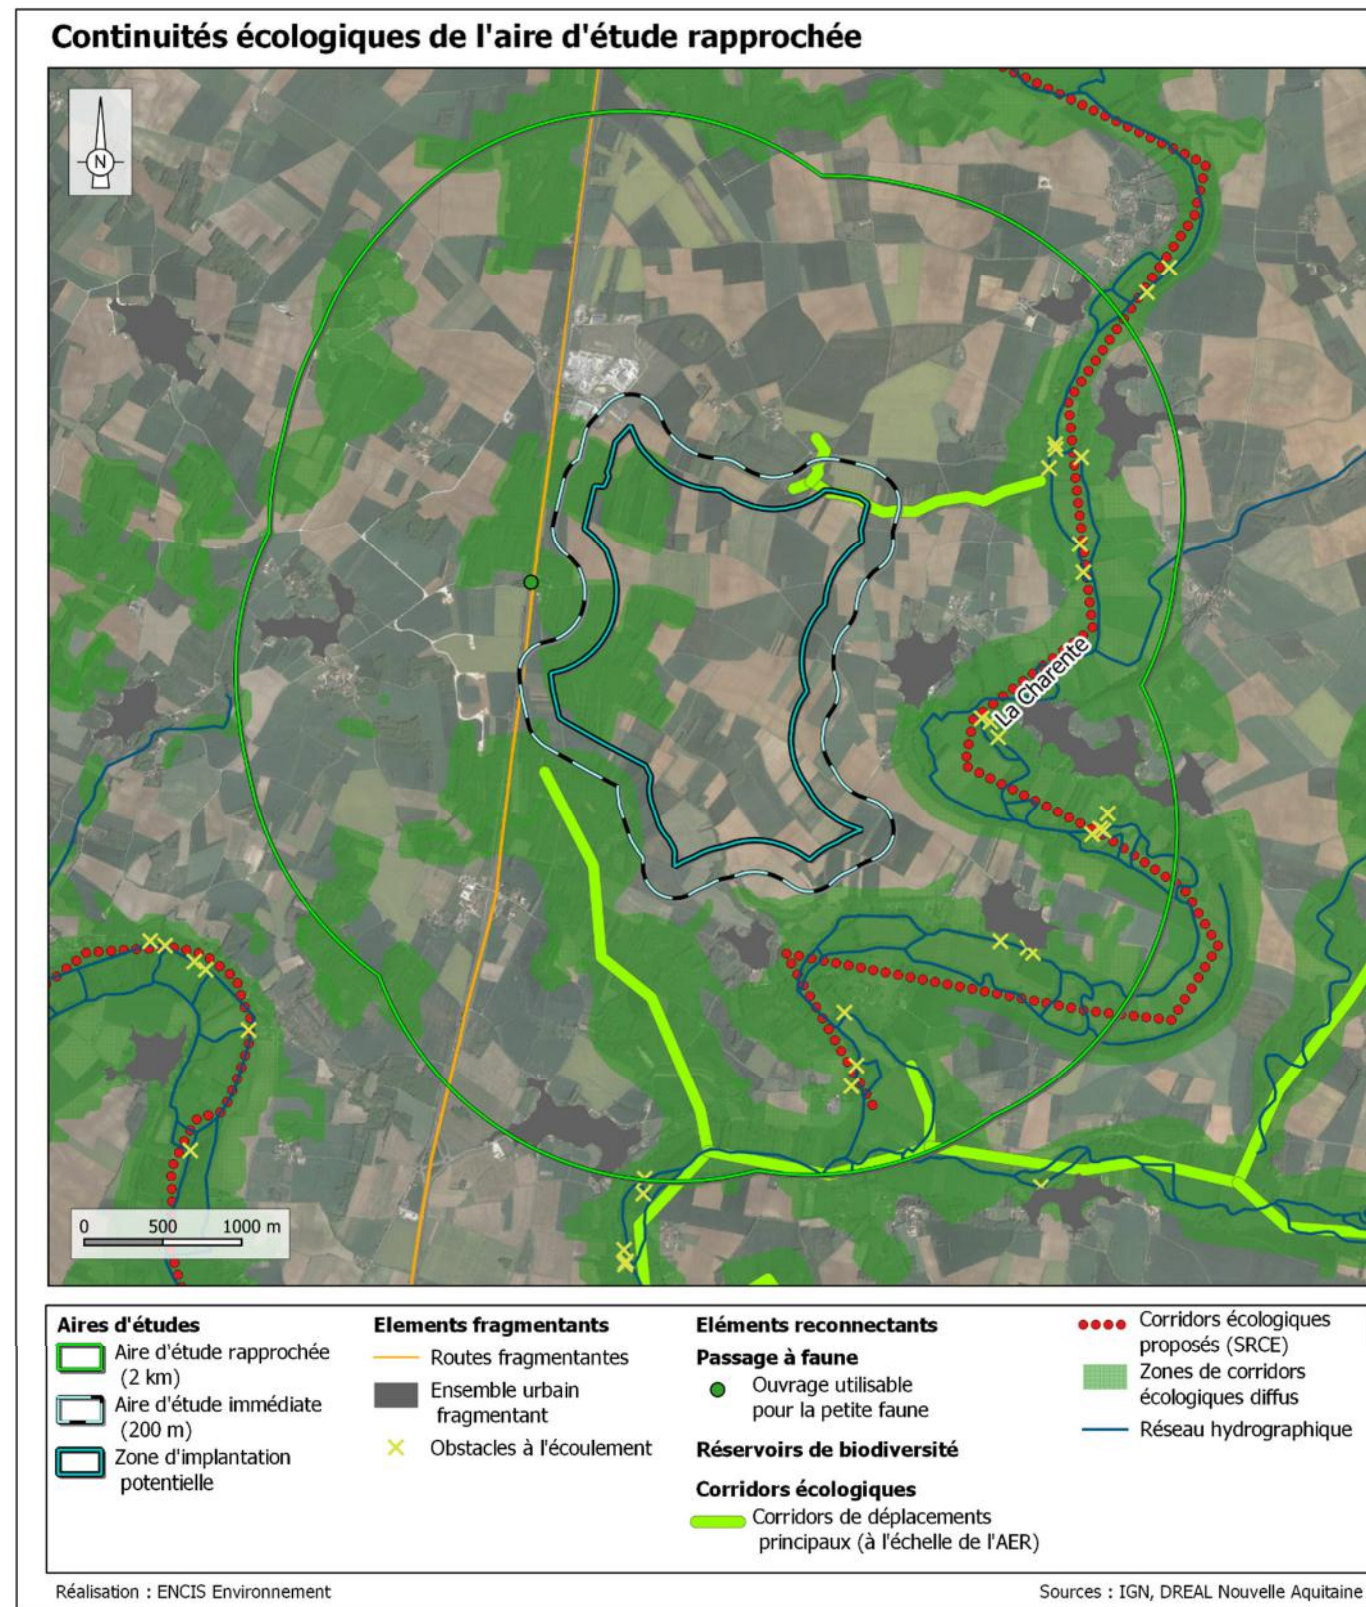 Continuités écologiques de l'aire d'étude rapprochée
N
La Charente
0 500 1000 m
Aires d'études
Aire d'étude rapprochée
(2 km)
Aire d'étude immédiate
(200 m)
Zone d'implantation
potentielle
Elements fragmentants
Routes fragmentantes
Ensemble urbain
fragmentant
Obstacles à l'écoulement
Eléments reconnectants
Passage à faune
Ouvrage utilisable
pour la petite faune
Réservoirs de biodiversité
Corridors écologiques
Corridors de déplacements
principaux (à l'échelle de l'AER)
Corridors écologiques
proposés (SRCE)
Zones de corridors
écologiques diffus
Réseau hydrographique
Réalisation : ENCIS Environnement
Sources : IGN, DREAL Nouvelle Aquitaine